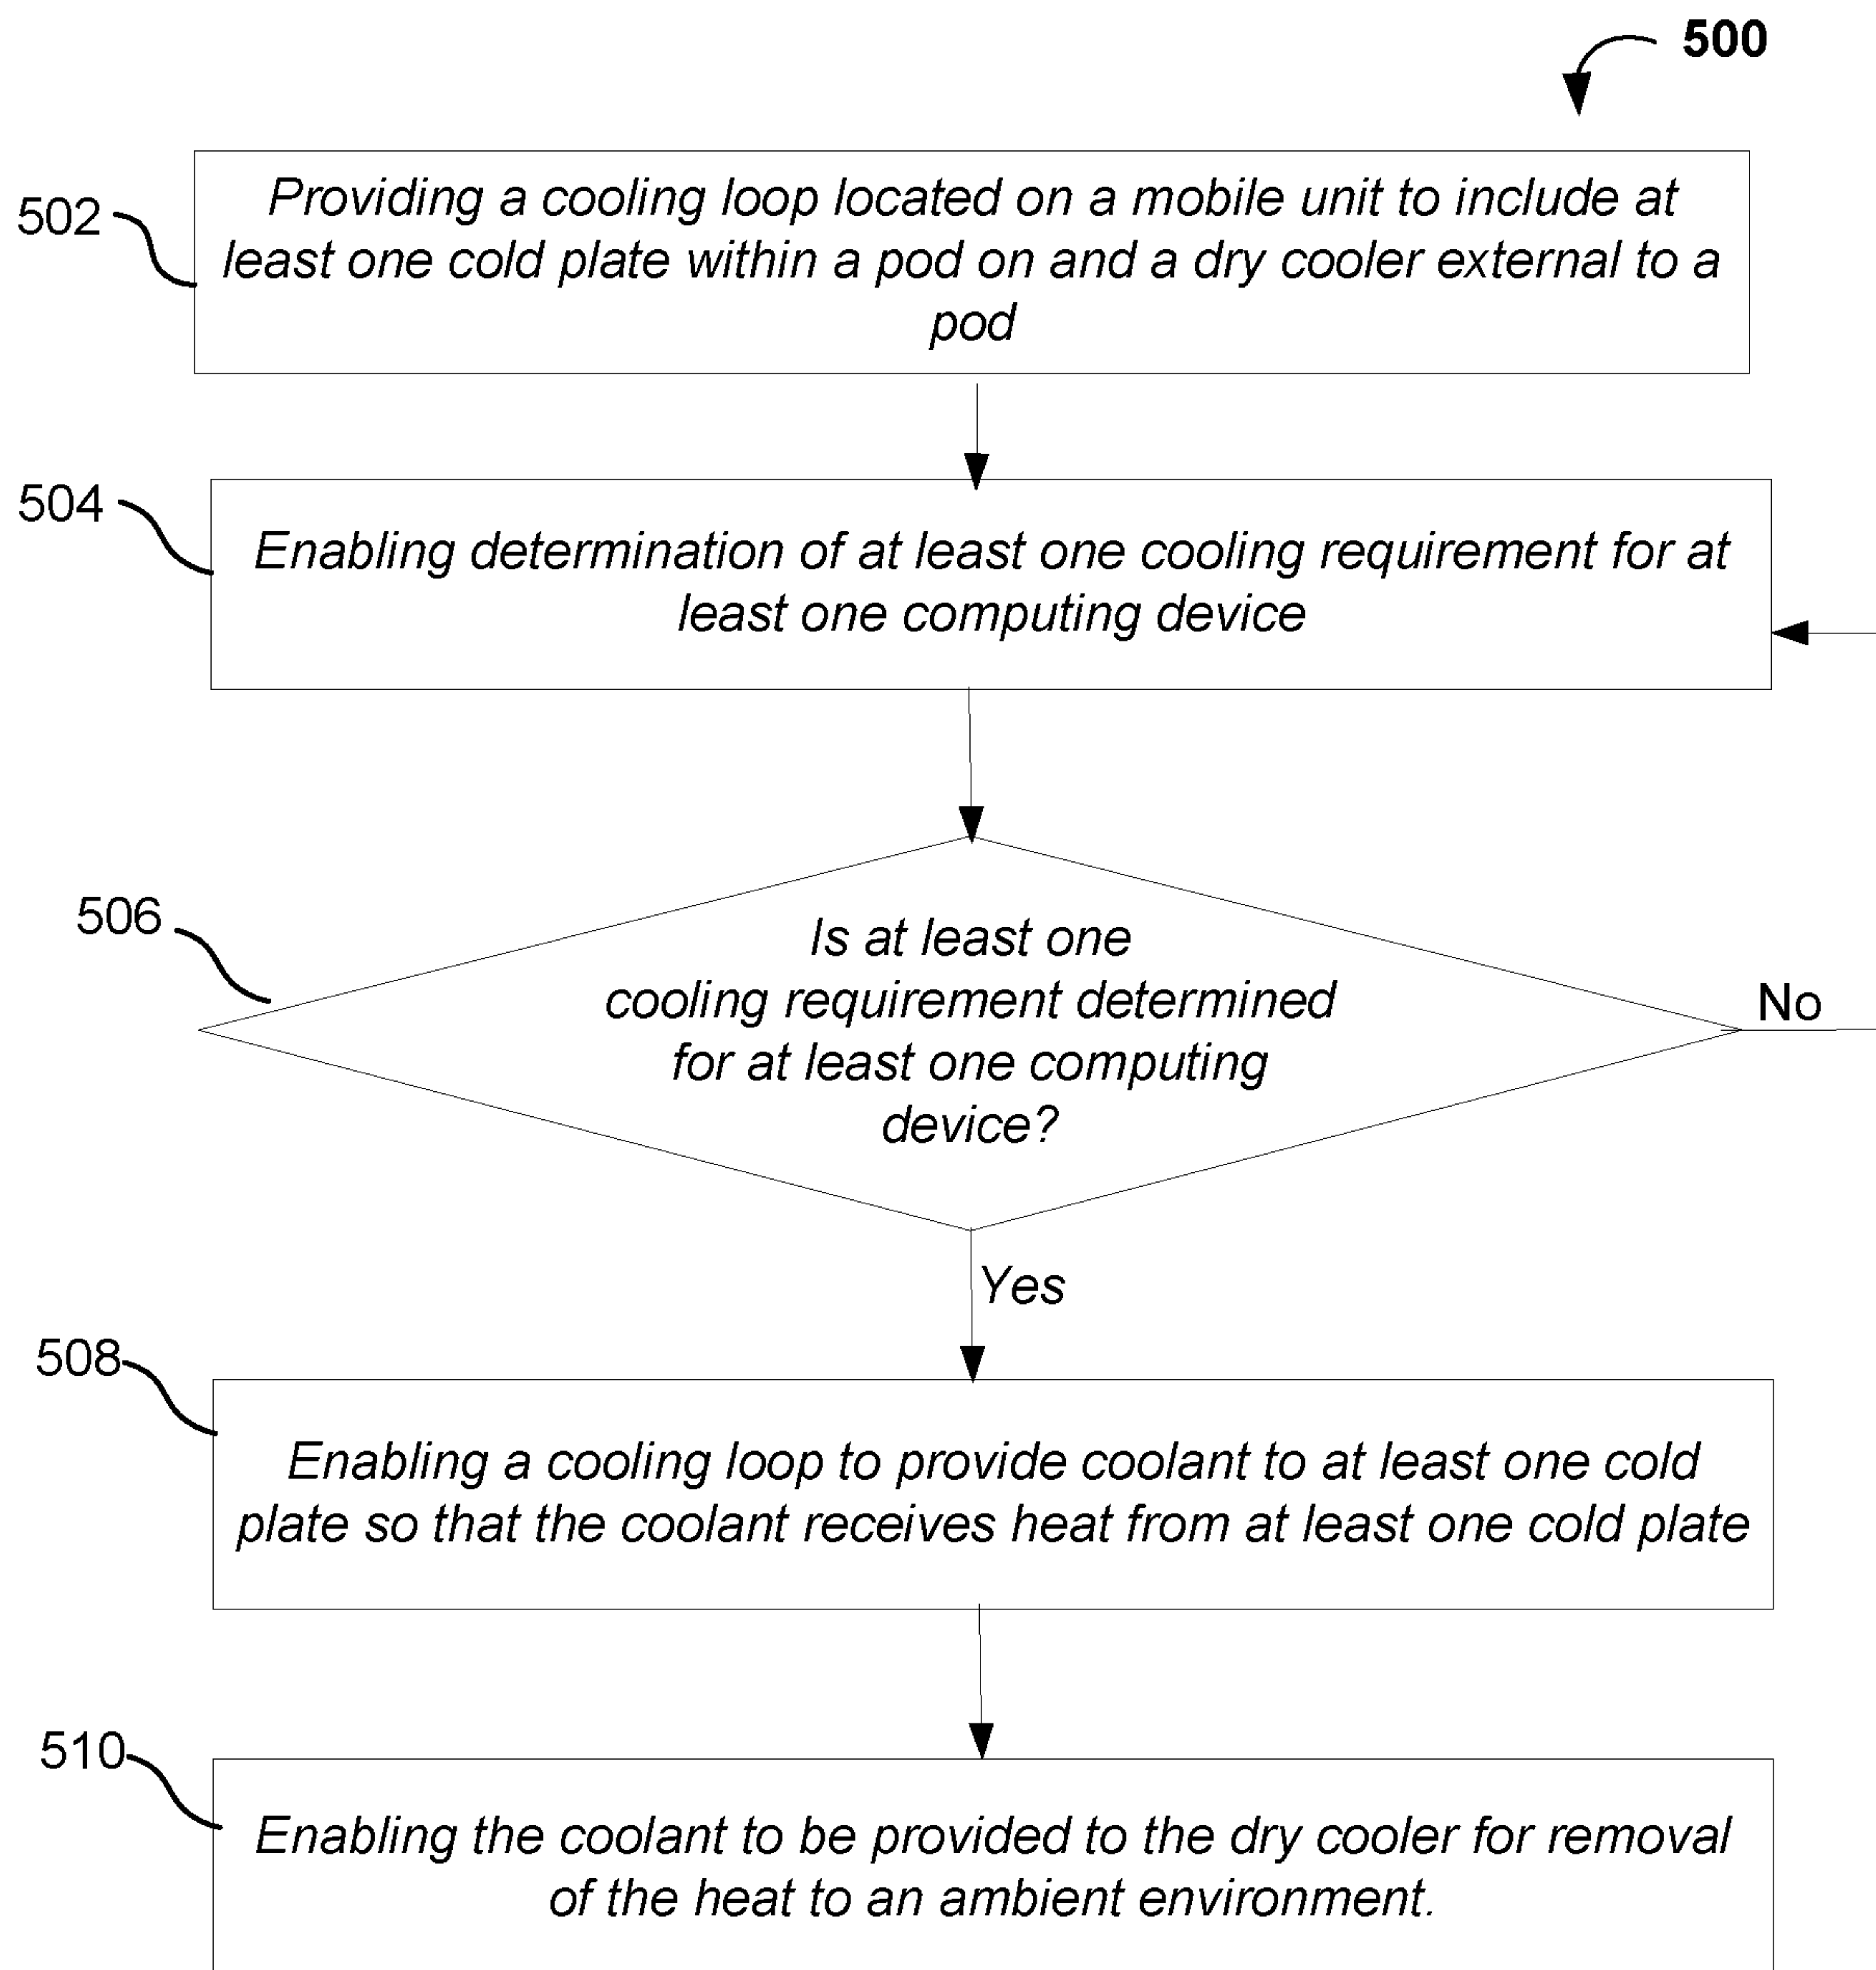 500
502
Providing a cooling loop located on a mobile unit to include at
least one cold plate within a pod on and a dry cooler external to a
pod
504
Enabling determination of at least one cooling requirement for at
least one computing device
506
Is at least one
cooling requirement determined
for at least one computing
device?
No
Yes
508
Enabling a cooling loop to provide coolant to at least one cold
plate so that the coolant receives heat from at least one cold plate
510
Enabling the coolant to be provided to the dry cooler for removal
of the heat to an ambient environment.